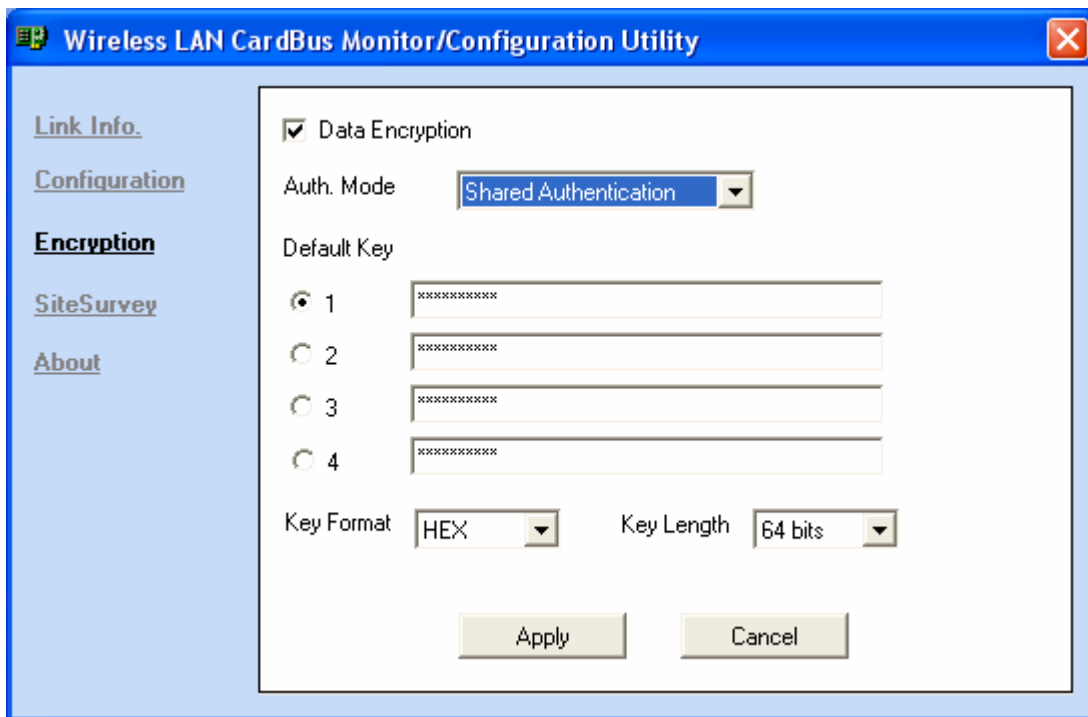 Wireless LAN CardBus Monitor/Configuration Utility
Link Info.
Configuration
Encryption
SiteSurvey
About
Data Encryption
Auth. Mode Shared Authentication
Default Key
1 **********
2 **********
3 **********
4 **********
Key Format HEX Key Length 64 bits
Apply Cancel